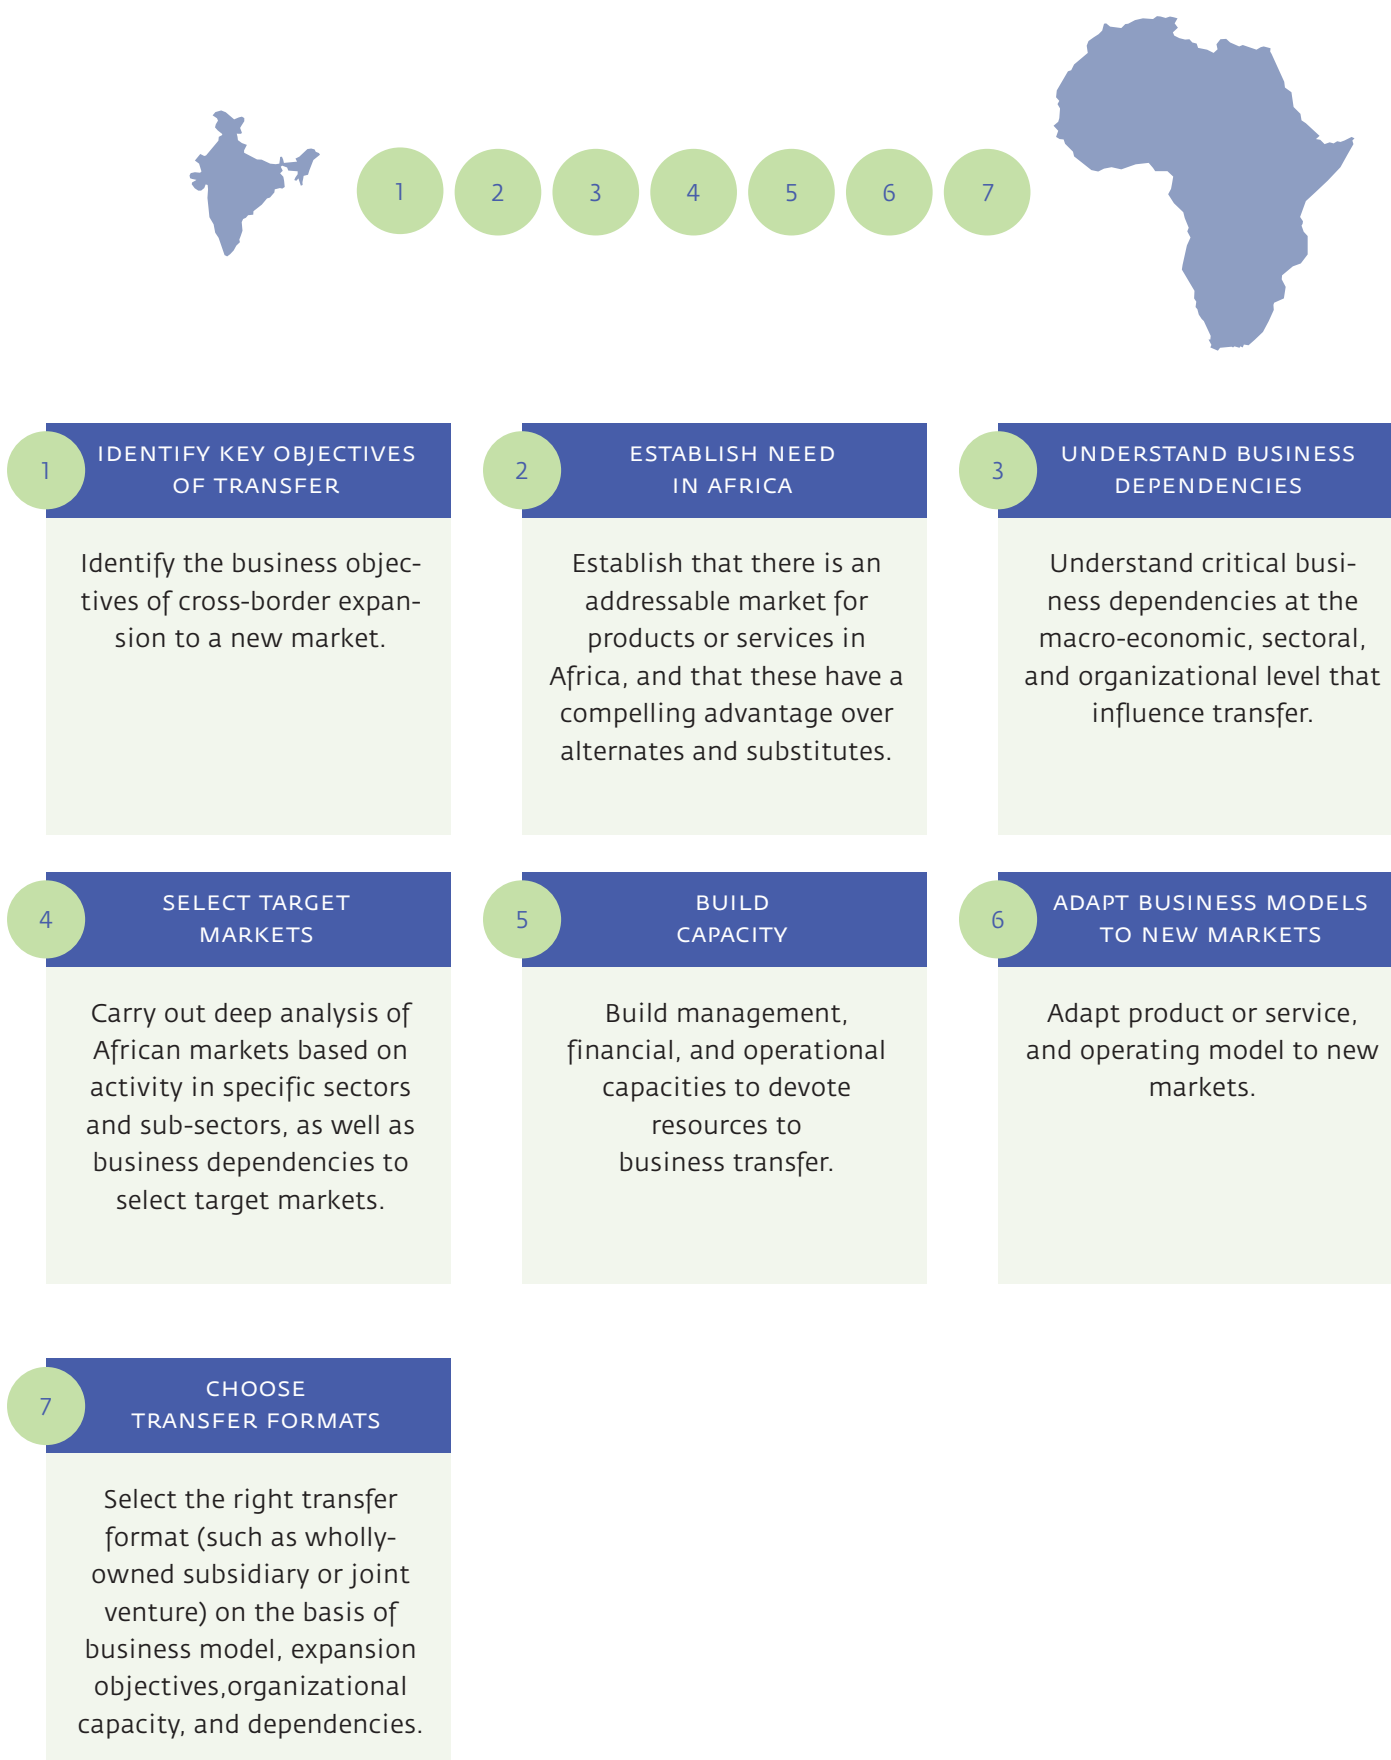 1 2 3 4 5 6 7
1
IDENTIFY KEY OBJECTIVES
OF TRANSFER
Identify the business objec-
tives of cross-border expan-
sion to a new market.
2
ESTABLISH NEED
IN AFRICA
Establish that there is an
addressable market for
products or services in
Africa, and that these have a
compelling advantage over
alternates and substitutes.
3
UNDERSTAND BUSINESS
DEPENDENCIES
Understand critical busi-
ness dependencies at the
macro-economic, sectoral,
and organizational level that
influence transfer.
4
SELECT TARGET
MARKETS
Carry out deep analysis of
African markets based on
activity in specific sectors
and sub-sectors, as well as
business dependencies to
select target markets.
5
BUILD
CAPACITY
Build management,
financial, and operational
capacities to devote
resources to
business transfer.
6
ADAPT BUSINESS MODELS
TO NEW MARKETS
Adapt product or service,
and operating model to new
markets.
7
CHOOSE
TRANSFER FORMATS
Select the right transfer
format (such as wholly-
owned subsidiary or joint
venture) on the basis of
business model, expansion
objectives,organizational
capacity, and dependencies.